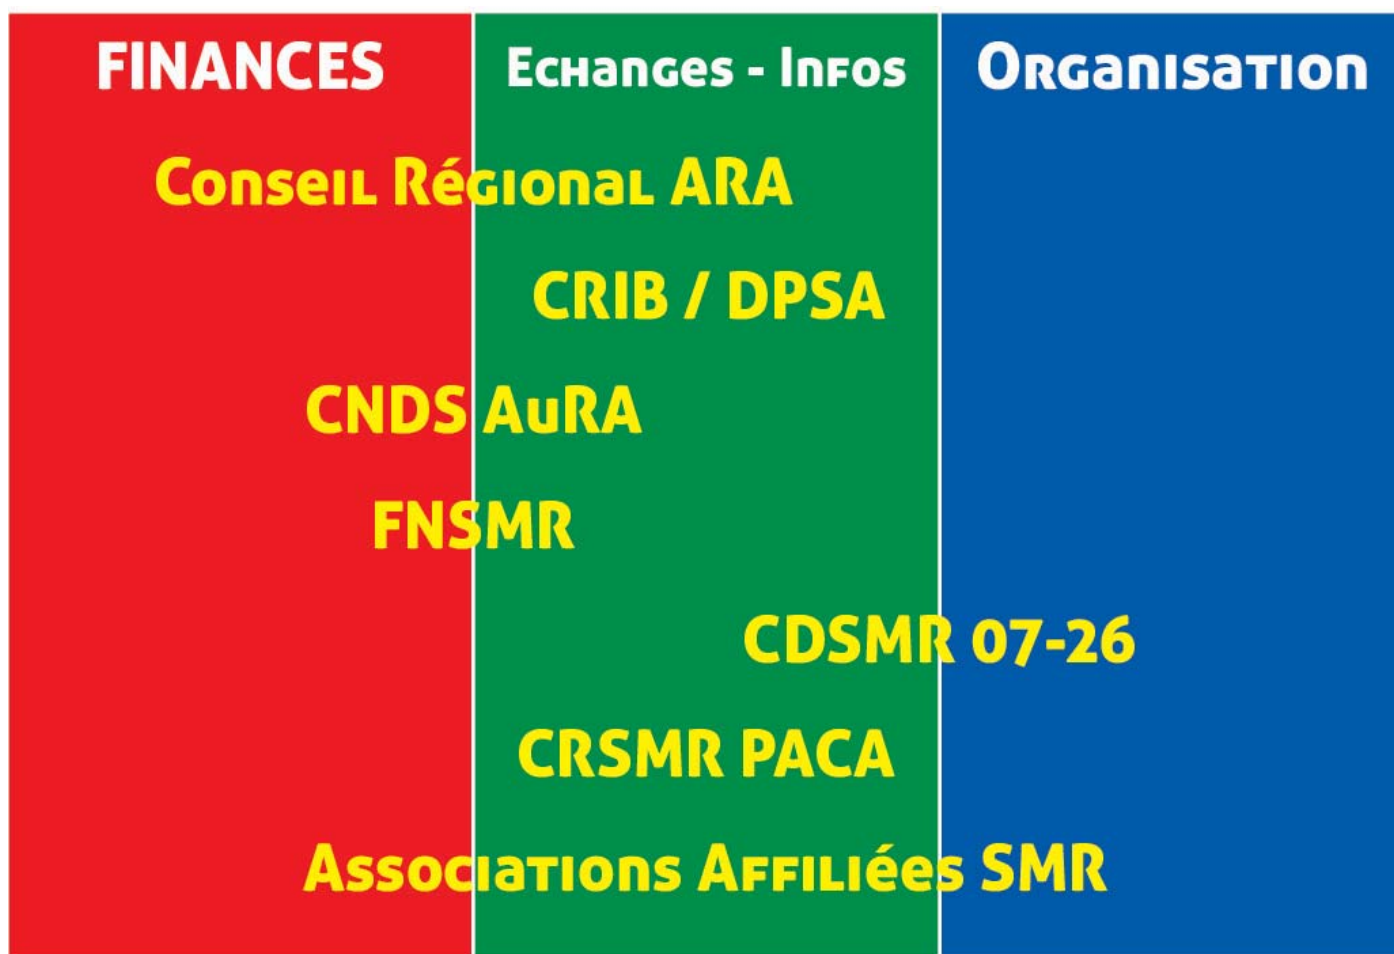 FINANCES
Echanges - Infos
Organisation
Conseil Régional ARA
CRIB / DPSA
CNDS AuRA
FNSMR
CDSMR 07-26
CRSMR PACA
Associations Affiliées SMR